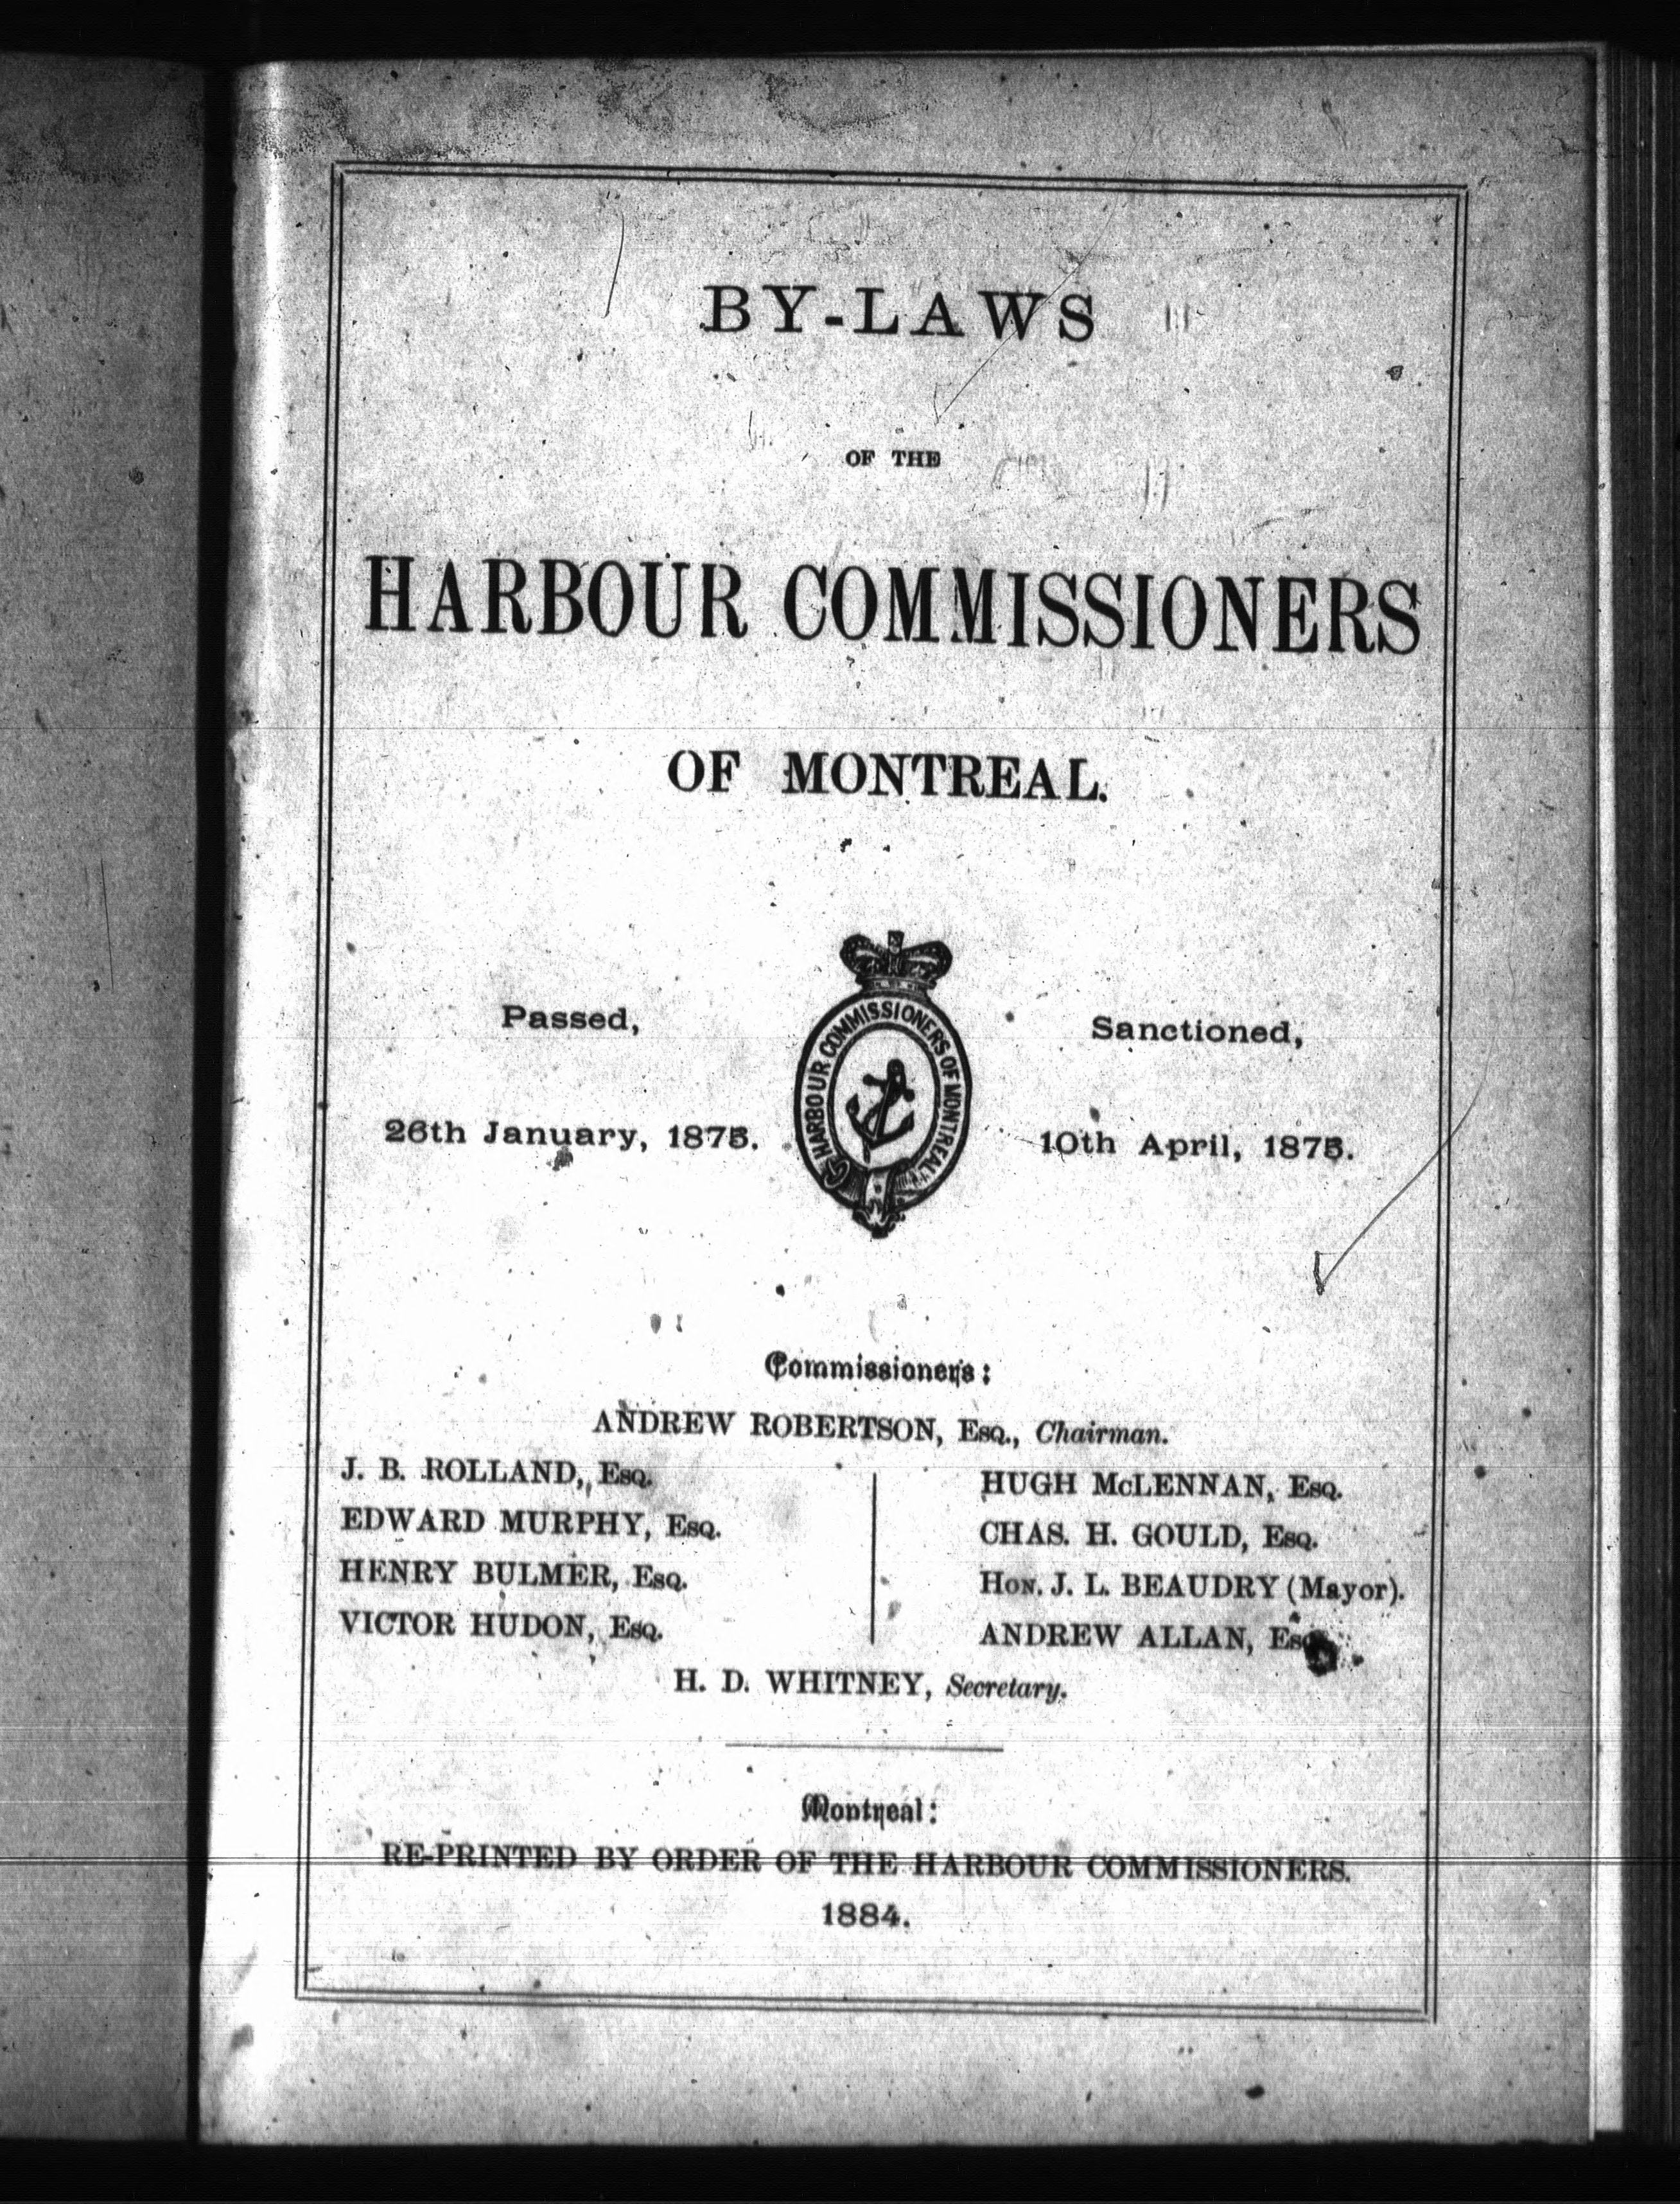 BY-LAWS
OF THE
HARBOUR COMMISSIONERS
OF MONTREAL.
Passed,
26th January, 1875.
HARBOUR COMMISSIONERS OF MONTREAL
Sanctioned,
10th April, 1875.
Commissioners:
ANDREW ROBERTSON, Esq., Chairman.
J. B. ROLLAND, Esq.
EDWARD MURPHY, Esq.
HENRY BULMER, Esq.
VICTOR HUDON, Esq.
HUGH McLENNAN, Esq.
CHAS. H. GOULD, Esq.
Hon. J. L. BEAUDRY (Mayor).
ANDREW ALLAN, Esq.
H. D. WHITNEY, Secretary.
Montreal:
RE-PRINTED BY ORDER OF THE HARBOUR COMMISSIONERS.
1884.